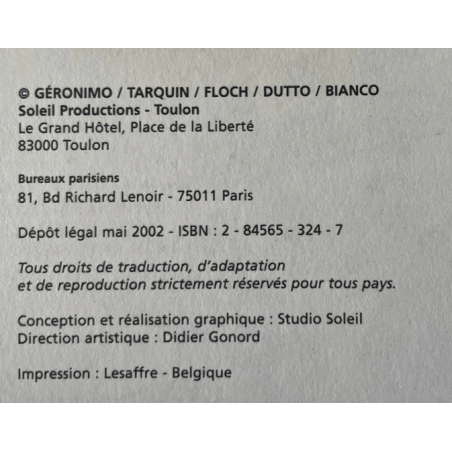 © GÉRONIMO / TARQUIN / FLOCH / DUTTO / BIANCO
Soleil Productions - Toulon
Le Grand Hôtel, Place de la Liberté
83000 Toulon
Bureaux parisiens
81, Bd Richard Lenoir - 75011 Paris
Dépôt légal mai 2002 - ISBN : 2 - 84565 - 324 - 7
Tous droits de traduction, d'adaptation
et de reproduction strictement réservés pour tous pays.
Conception et réalisation graphique : Studio Soleil
Direction artistique : Didier Gonord
Impression : Lesaffre - Belgique